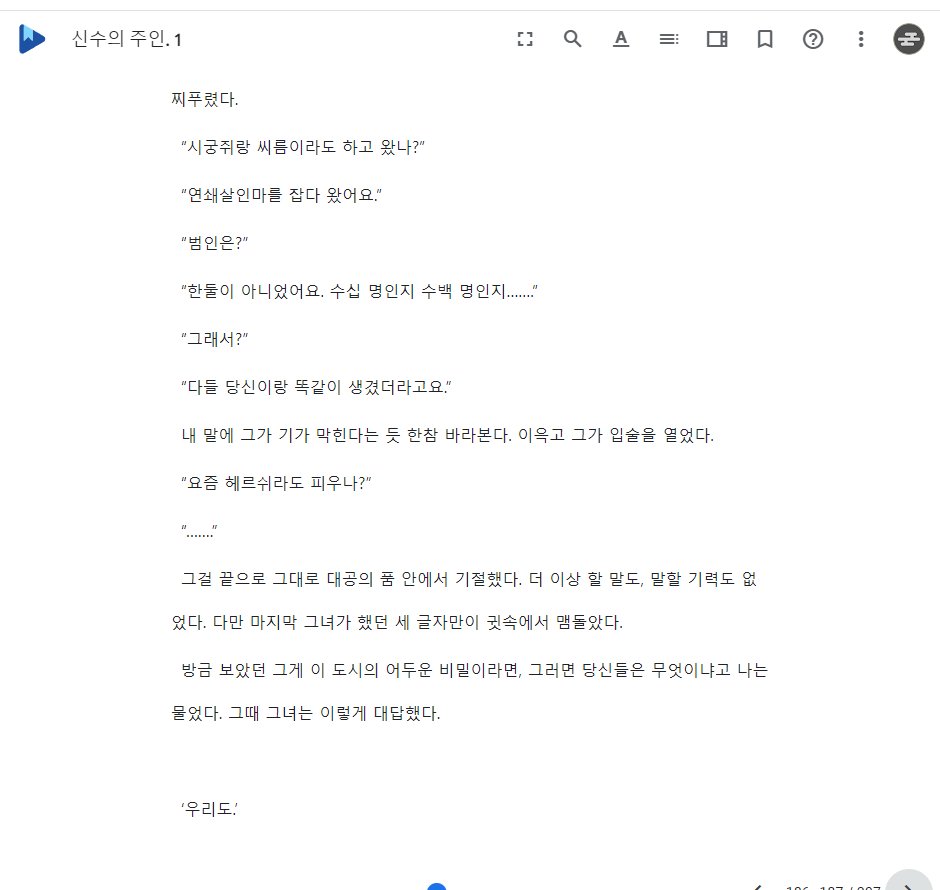 신수의 주인. 1
찌푸렸다.
“시궁쥐랑 씨름이라도 하고 왔나?”
“연쇄살인마를 잡다 왔어요.”
“범인은?”
“한둘이 아니었어요. 수십 명인지 수백 명인지…….”
“그래서?”
“다들 당신이랑 똑같이 생겼더라고요.”
내 말에 그가 기가 막힌다는 듯 한참 바라본다. 이윽고 그가 입술을 열었다.
“요즘 헤르쉬라도 피우나?”
“…….”
그걸 끝으로 그대로 대공의 품 안에서 기절했다. 더 이상 할 말도, 말할 기력도 없
었다. 다만 마지막 그녀가 했던 세 글자만이 귓속에서 맴돌았다.
방금 보았던 그게 이 도시의 어두운 비밀이라면, 그러면 당신들은 무엇이냐고 나는
물었다. 그때 그녀는 이렇게 대답했다.
‘우리도.’